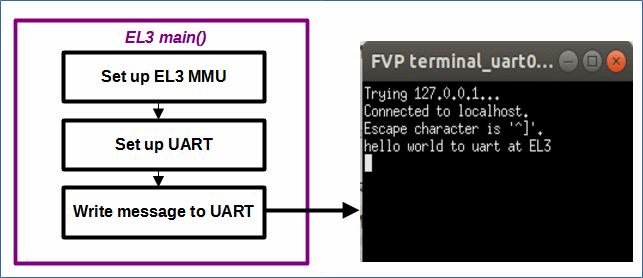 EL3 main()
Set up EL3 MMU
Set up UART
Write message to UART
FVP terminal_uart0...
Trying 127.0.0.1...
Connected to localhost.
Escape character is '^]'.
hello world to uart at EL3